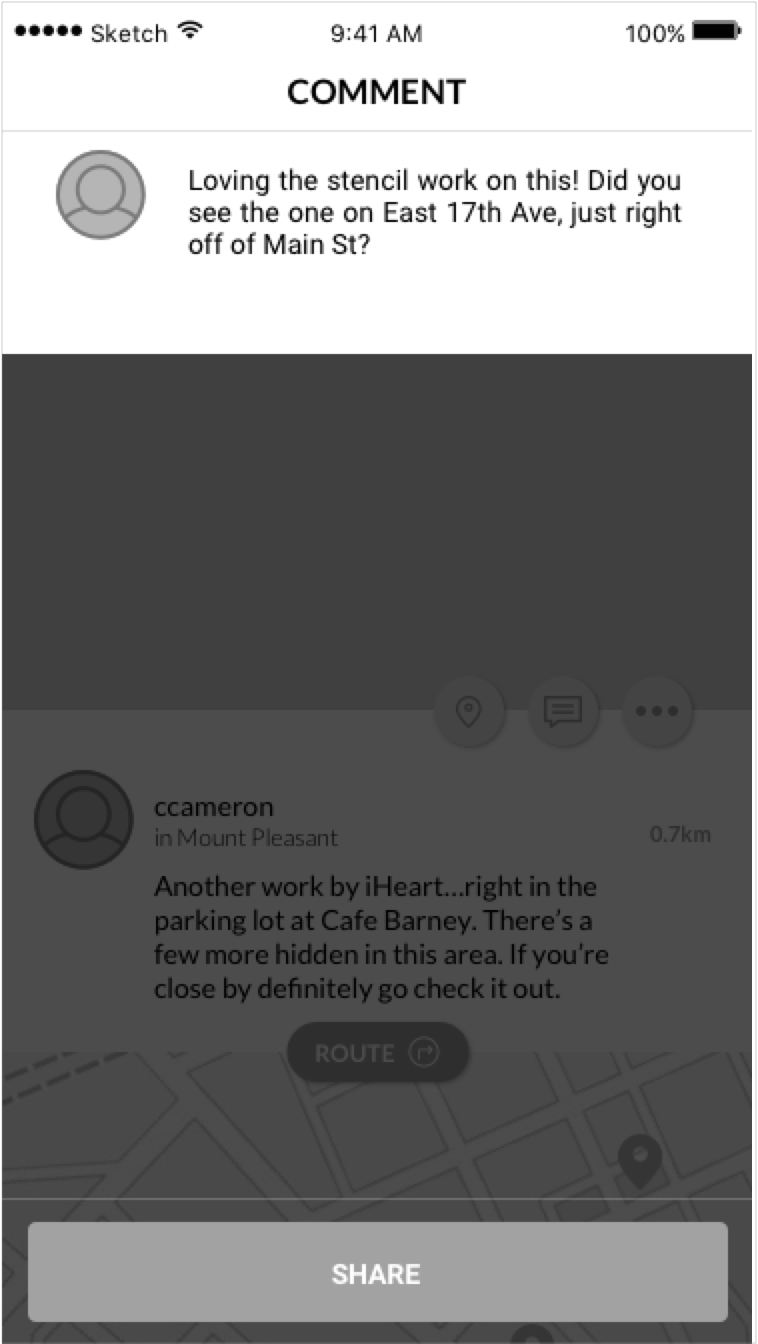 Sketch 9:41 AM 100%
COMMENT
Loving the stencil work on this! Did you
see the one on East 17th Ave, just right
off of Main St?
ccameron
in Mount Pleasant 0.7km
Another work by iHeart...right in the
parking lot at Cafe Barney. There's a
few more hidden in this area. If you're
close by definitely go check it out.
ROUTE
SHARE